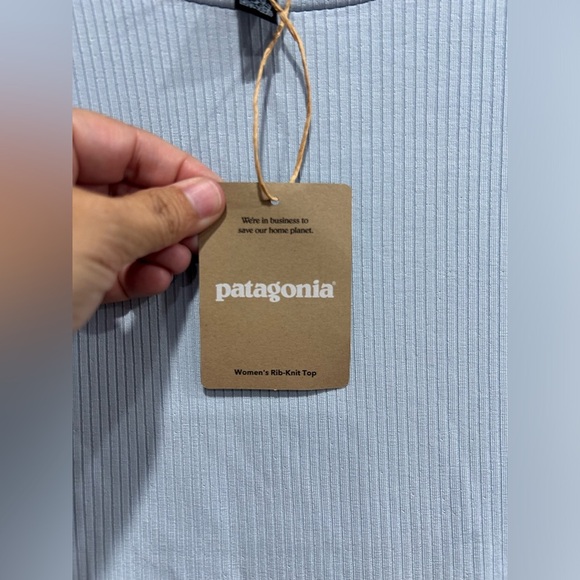 We're in business to
save our home planet.
patagonia®
Women's Rib-Knit Top